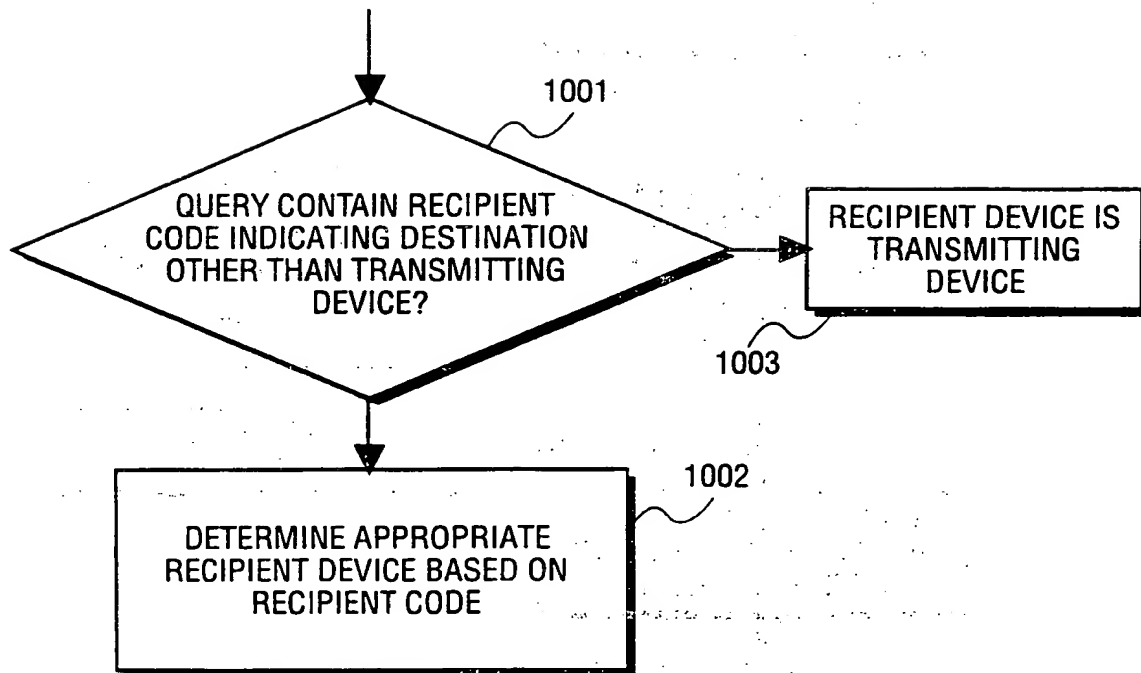 1001
QUERY CONTAIN RECIPIENT
CODE INDICATING DESTINATION
OTHER THAN TRANSMITTING
DEVICE?
RECIPIENT DEVICE IS
TRANSMITTING
DEVICE
1003
1002
DETERMINE APPROPRIATE
RECIPIENT DEVICE BASED ON
RECIPIENT CODE